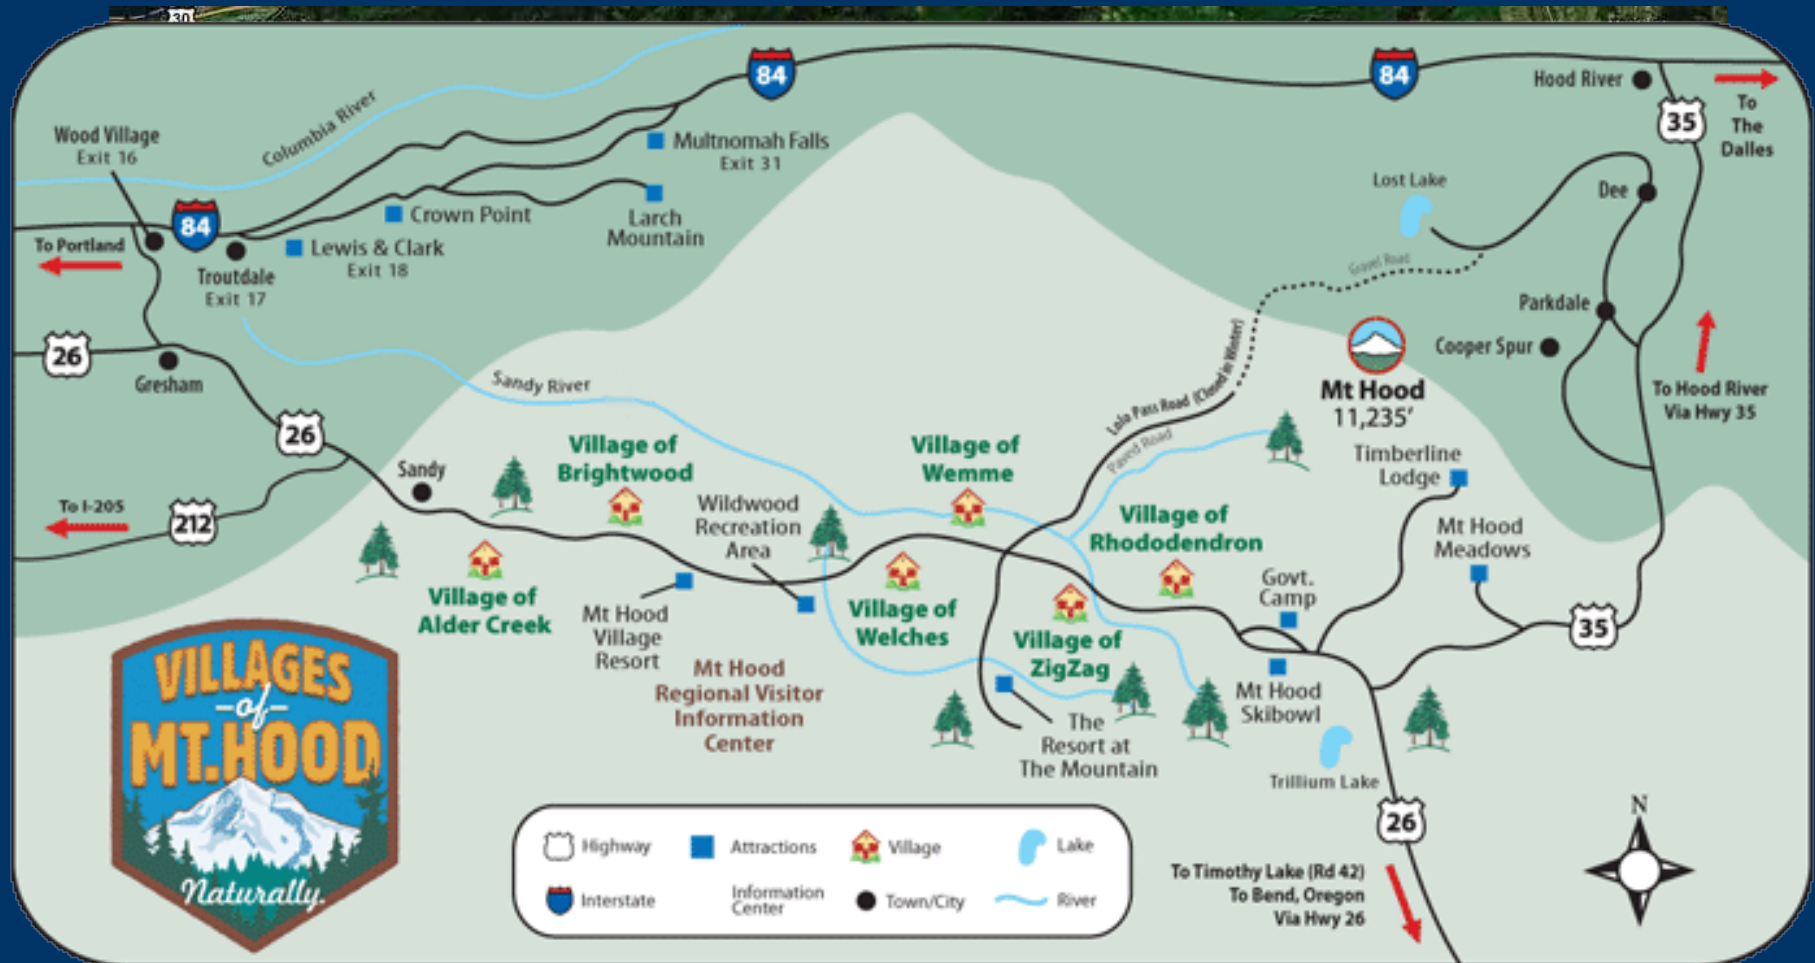 30
84
84
Hood River
35
To
The
Dalles
Wood Village
Exit 16
Columbia River
Multnomah Falls
Exit 31
Lost Lake
Dee
84
Crown Point
Larch
Mountain
To Portland
Lewis & Clark
Exit 18
Troutdale
Exit 17
Gravel Road
Parkdale
Cooper Spur
26
Gresham
Sandy River
Lola Pass Road (Closed in Winter)
Paved Road
Mt Hood
11,235'
To Hood River
Via Hwy 35
26
Sandy
Village of
Brightwood
Village of
Wemme
Timberline
Lodge
To I-205
212
Wildwood
Recreation
Area
Village of
Rhododendron
Mt Hood
Meadows
Village of
Alder Creek
Mt Hood
Village
Resort
Village of
Welches
Village of
ZigZag
Govt.
Camp
35
Mt Hood
Regional Visitor
Information
Center
The
Resort at
The Mountain
Mt Hood
Skibowl
Trillium Lake
VILLAGES
of
MT.HOOD
Naturally.
26
N
Highway
Attractions
Village
Lake
Interstate
Information
Center
Town/City
River
To Timothy Lake (Rd 42)
To Bend, Oregon
Via Hwy 26